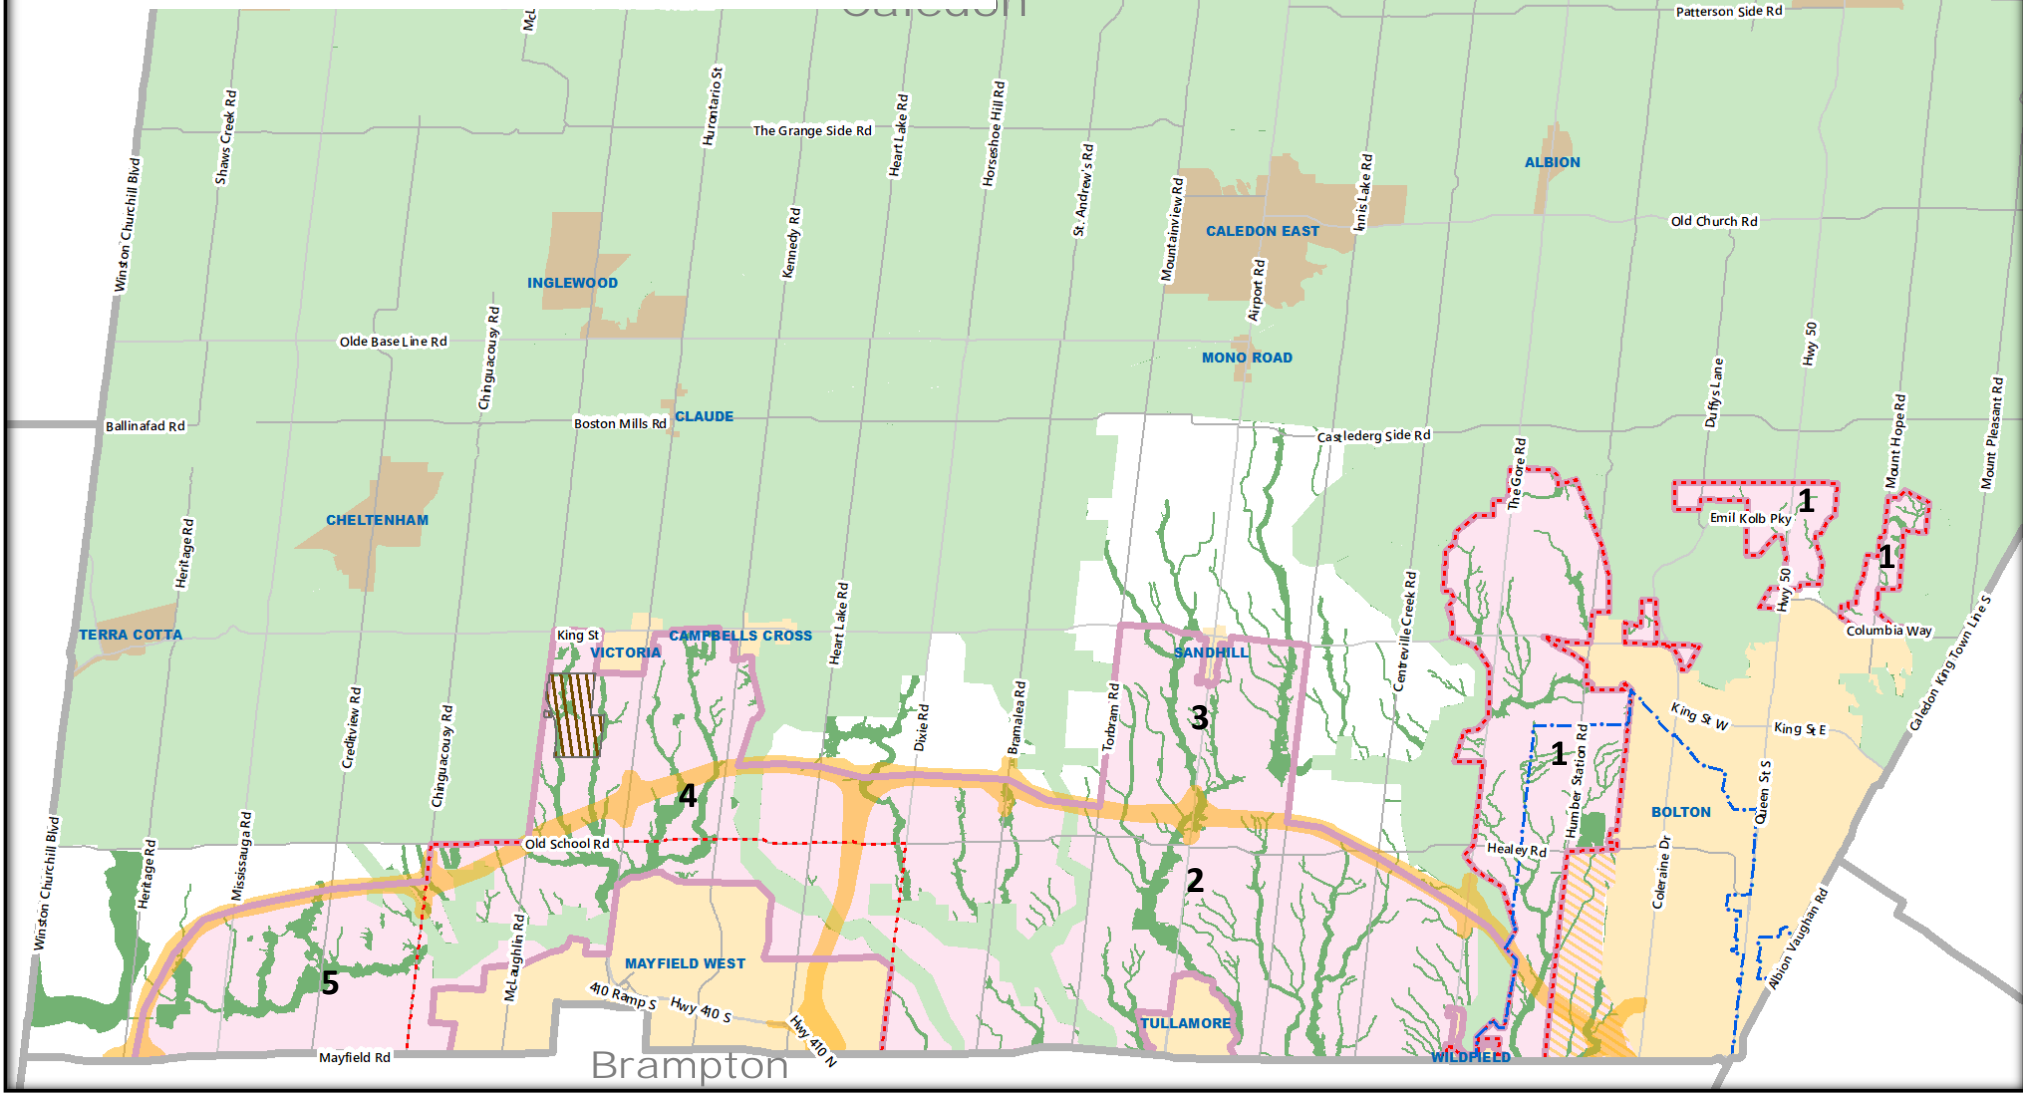 Caledon
McL
Patterson Side Rd
Shaws Creek Rd
Hurontario St
The Grange Side Rd
Heart Lake Rd
Horseshoe Hill Rd
St. Andrew's Rd
Mountainview Rd
Innis Lake Rd
ALBION
Winston Churchill Blvd
Kennedy Rd
CALEDON EAST
Old Church Rd
INGLEWOOD
Airport Rd
Chinguacousy Rd
Olde Base Line Rd
MONO ROAD
Hwy 50
Duffys Lane
Mount Hope Rd
Mount Pleasant Rd
Ballinafad Rd
Boston Mills Rd
CLAUDE
Castlederg Side Rd
The Gore Rd
CHELTENHAM
Heritage Rd
1
Emil Kolb Pky
1
Hwy 50
TERRA COTTA
King St
VICTORIA
CAMPBELLS CROSS
Heart Lake Rd
SANDHILL
Centreville Creek Rd
Columbia Way
Caledon King Town Line S
Creditview Rd
Chinguacousy Rd
Dixie Rd
Bramalea Rd
Torbram Rd
3
King St W
King St E
1
Humber Station Rd
4
Queen St S
BOLTON
Winston Churchill Blvd
Heritage Rd
Mississauga Rd
Old School Rd
Healey Rd
Coleraine Dr
2
5
McLaughlin Rd
MAYFIELD WEST
410 Ramp S
Hwy 410 S
Hwy 410 N
TULLAMORE
Albion Vaughan Rd
Mayfield Rd
WILDFIELD
Brampton